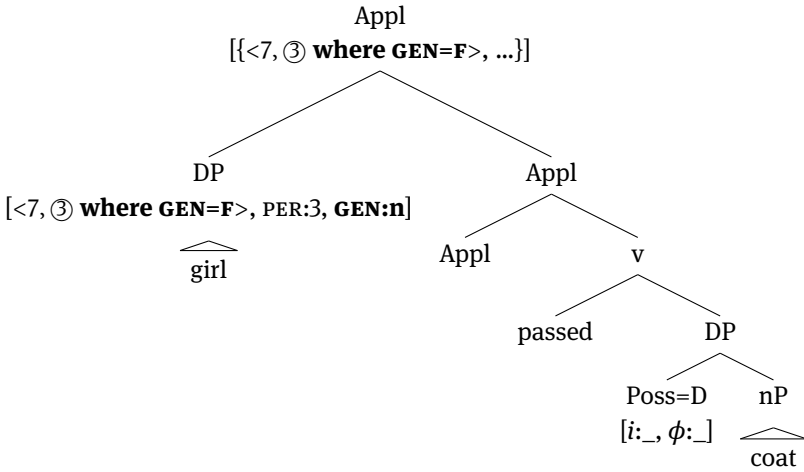 Appl
[{<7, ③ where GEN=F>, ...}]
DP Appl
[<7, ③ where GEN=F>, PER:3, GEN:n]
girl Appl v
passed DP
Poss=D nP
[i:_, ϕ:_]
coat